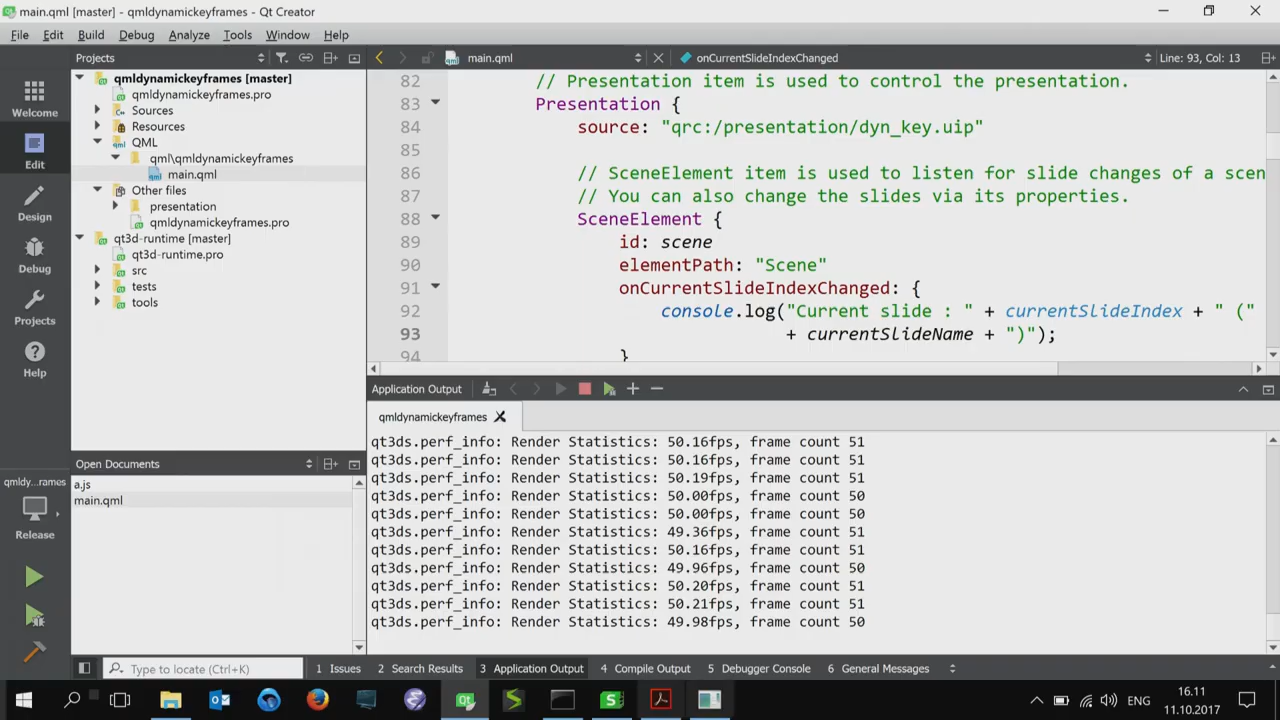 main.qml [master] - qmldynamickeyframes - Qt Creator
File Edit Build Debug Analyze Tools Window Help
Projects
main.qml
onCurrentSlideIndexChanged
Line: 93, Col: 13
Welcome
Edit
Design
Debug
Projects
Help
qmldynamickeyframes [master]
qmldynamickeyframes.pro
Sources
Resources
QML
qml\qmldynamickeyframes
main.qml
Other files
presentation
qmldynamickeyframes.pro
qt3d-runtime [master]
qt3d-runtime.pro
src
tests
tools
82 // Presentation item is used to control the presentation.
83 Presentation {
84 source: "qrc:/presentation/dyn_key.uip"
85
86 // SceneElement item is used to listen for slide changes of a scen
87 // You can also change the slides via its properties.
88 SceneElement {
89 id: scene
90 elementPath: "Scene"
91 onCurrentSlideIndexChanged: {
92 console.log("Current slide : " + currentSlideIndex + " ("
93 + currentSlideName + ")");
94 }
Application Output
qmldynamickeyframes
qt3ds.perf_info: Render Statistics: 50.16fps, frame count 51
qt3ds.perf_info: Render Statistics: 50.16fps, frame count 51
qt3ds.perf_info: Render Statistics: 50.19fps, frame count 51
qt3ds.perf_info: Render Statistics: 50.00fps, frame count 50
qt3ds.perf_info: Render Statistics: 50.00fps, frame count 50
qt3ds.perf_info: Render Statistics: 49.36fps, frame count 51
qt3ds.perf_info: Render Statistics: 50.16fps, frame count 51
qt3ds.perf_info: Render Statistics: 49.96fps, frame count 50
qt3ds.perf_info: Render Statistics: 50.20fps, frame count 51
qt3ds.perf_info: Render Statistics: 50.21fps, frame count 51
qt3ds.perf_info: Render Statistics: 49.98fps, frame count 50
Open Documents
a.js
main.qml
qmldy...rames
Release
Type to locate (Ctrl+K)
1 Issues 2 Search Results 3 Application Output 4 Compile Output 5 Debugger Console 6 General Messages
ENG
16.11
11.10.2017